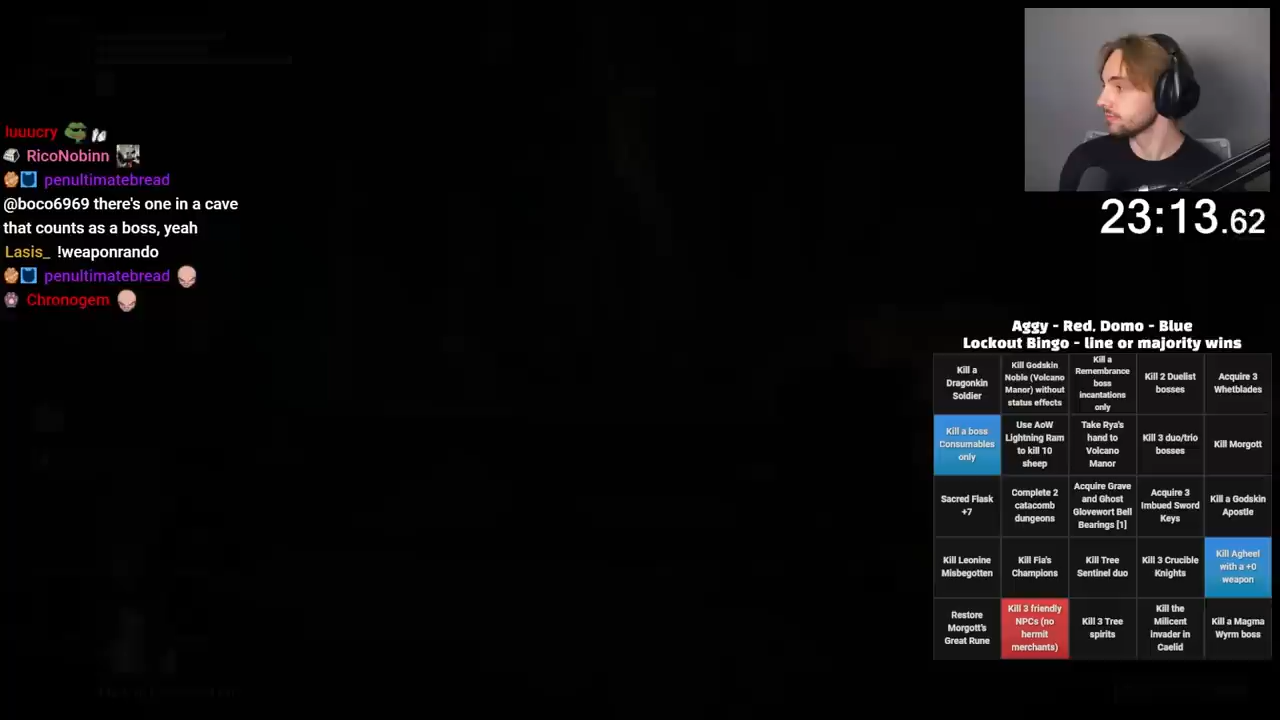 luuucry
RicoNobinn
penultimatebread
@boco6969 there's one in a cave
that counts as a boss, yeah
Lasis_ !weaponrando
penultimatebread
Chronogem
23:13.62
Aggy - Red, Domo - Blue
Lockout Bingo - line or majority wins
Kill a
Dragonkin
Soldier
Kill Godskin
Noble (Volcano
Manor) without
status effects
Kill a
Remembrance
boss
incantations
only
Kill 2 Duelist
bosses
Acquire 3
Whetblades
Kill a boss
Consumables
only
Use AoW
Lightning Ram
to kill 10
sheep
Take Rya's
hand to
Volcano
Manor
Kill 3 duo/trio
bosses
Kill Morgott
Sacred Flask
+7
Complete 2
catacomb
dungeons
Acquire Grave
and Ghost
Glovewort Bell
Bearings [1]
Acquire 3
Imbued Sword
Keys
Kill a Godskin
Apostle
Kill Leonine
Misbegotten
Kill Fia's
Champions
Kill Tree
Sentinel duo
Kill 3 Crucible
Knights
Kill Agheel
with a +0
weapon
Restore
Morgott's
Great Rune
Kill 3 friendly
NPCs (no
hermit
merchants)
Kill 3 Tree
spirits
Kill the
Milicent
invader in
Caelid
Kill a Magma
Wyrm boss